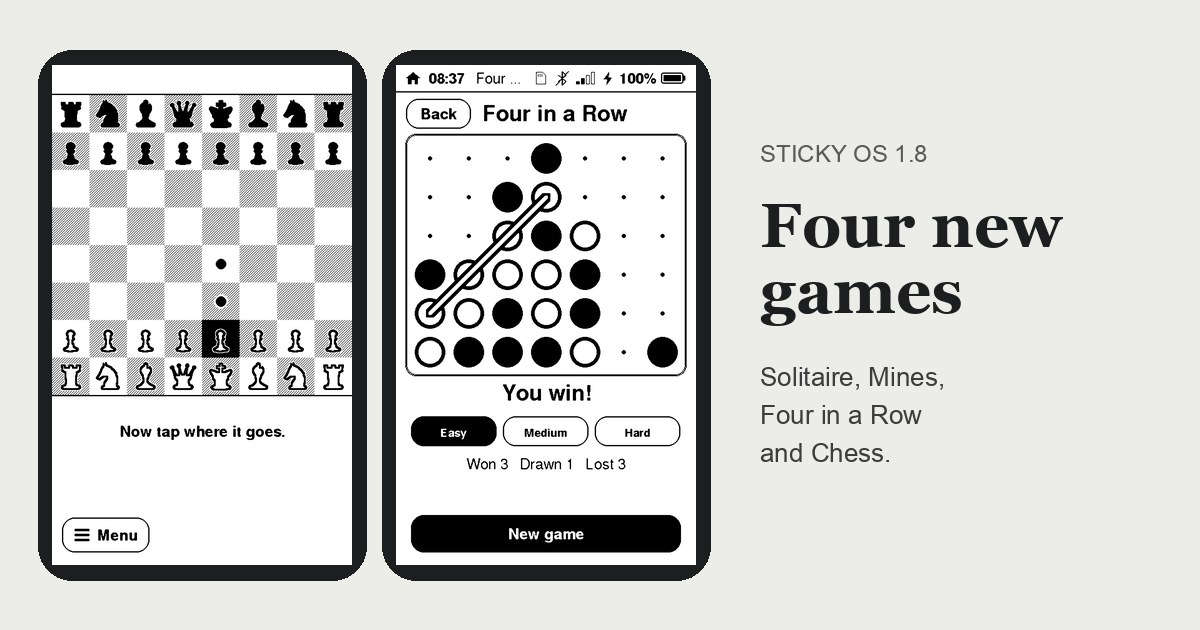 Now tap where it goes.
Menu
08:37 Four ... 100%
Back Four in a Row
You win!
Easy Medium Hard
Won 3 Drawn 1 Lost 3
New game
STICKY OS 1.8
Four new
games
Solitaire, Mines,
Four in a Row
and Chess.